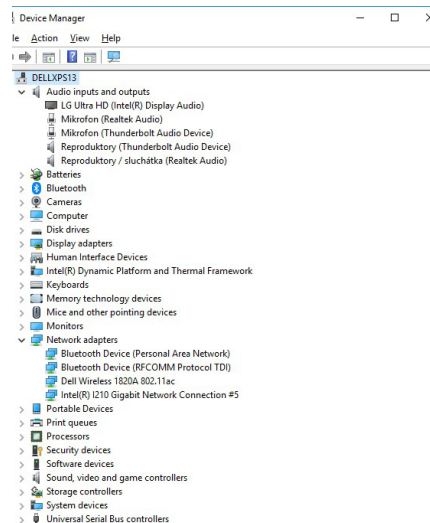 Device Manager
le Action View Help
DELLXPS13
Audio inputs and outputs
LG Ultra HD (Intel(R) Display Audio)
Mikrofon (Realtek Audio)
Mikrofon (Thunderbolt Audio Device)
Reproduktory (Thunderbolt Audio Device)
Reproduktory / sluchátka (Realtek Audio)
Batteries
Bluetooth
Cameras
Computer
Disk drives
Display adapters
Human Interface Devices
Intel(R) Dynamic Platform and Thermal Framework
Keyboards
Memory technology devices
Mice and other pointing devices
Monitors
Network adapters
Bluetooth Device (Personal Area Network)
Bluetooth Device (RFCOMM Protocol TDI)
Dell Wireless 1820A 802.11ac
Intel(R) I210 Gigabit Network Connection #5
Portable Devices
Print queues
Processors
Security devices
Software devices
Sound, video and game controllers
Storage controllers
System devices
Universal Serial Bus controllers